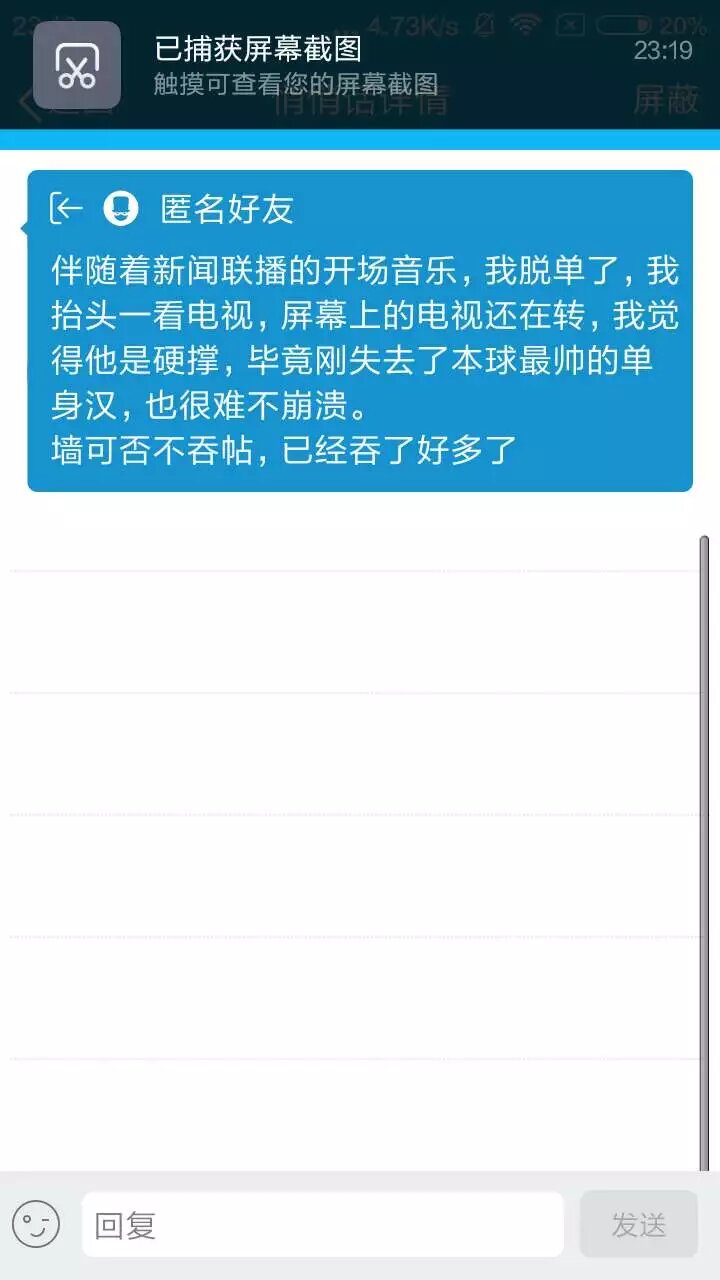 已捕获屏幕截图
23:19
触摸可查看您的屏幕截图
4.73K/s
20%
悄悄话详情
屏蔽
匿名好友
伴随着新闻联播的开场音乐，我脱单了，我
抬头一看电视，屏幕上的电视还在转，我觉
得他是硬撑，毕竟刚失去了本球最帅的单
身汉，也很难不崩溃。
墙可否不吞帖，已经吞了好多了
回复
发送